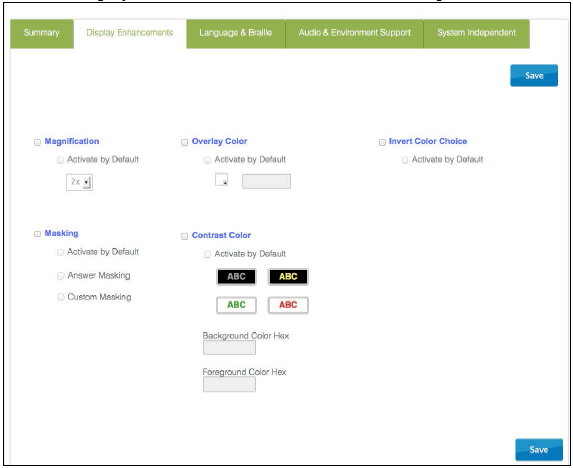 Summary Display Enhancements Language & Braille Audio & Environment Support System Independent
Save
Magnification Overlay Color Invert Color Choice
Activate by Default Activate by Default Activate by Default
2x
Masking Contrast Color
Activate by Default Activate by Default
Answer Masking ABC ABC
Custom Masking ABC ABC
Background Color Hex
Foreground Color Hex
Save